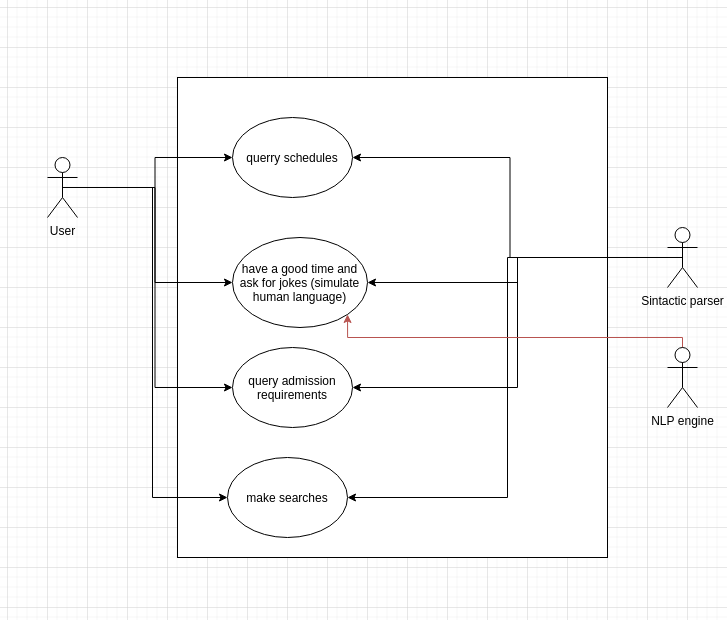 querry schedules
User
have a good time and
ask for jokes (simulate
human language)
Sintactic parser
query admission
requirements
NLP engine
make searches